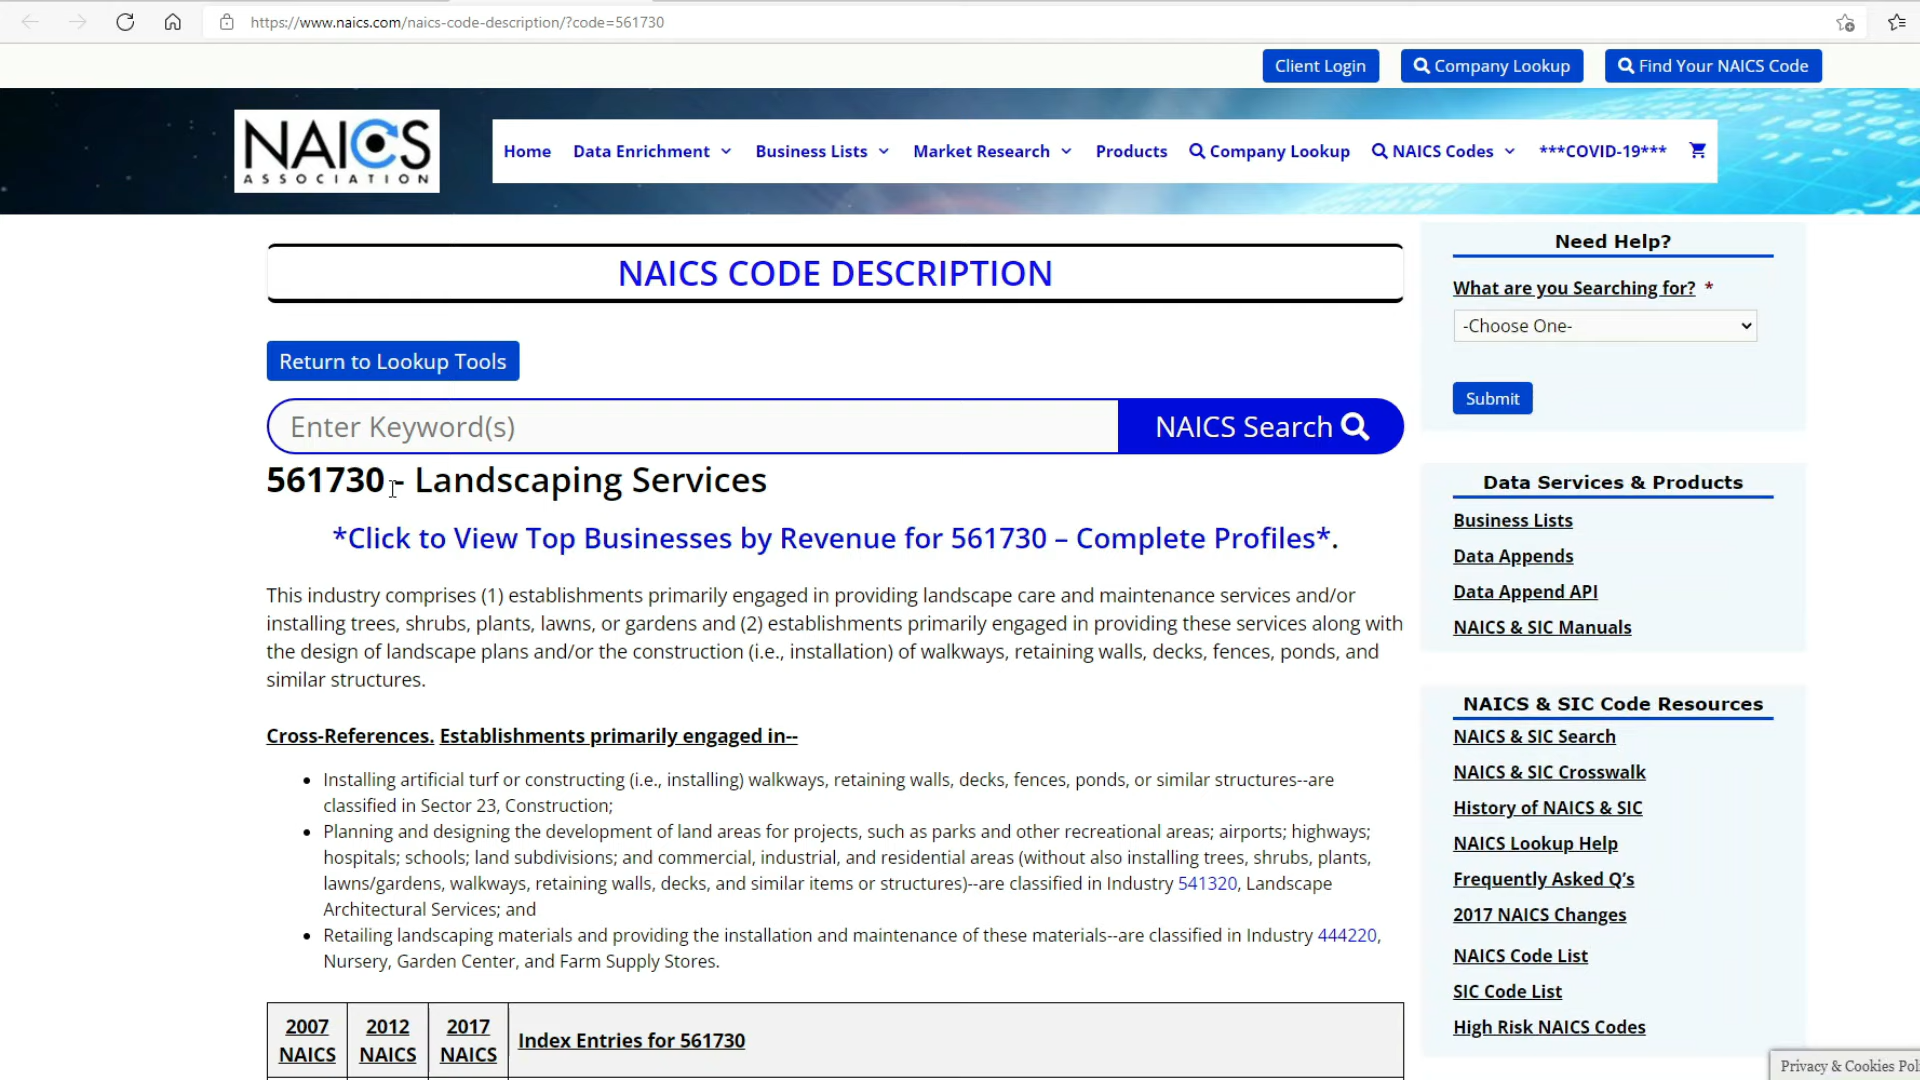 https://www.naics.com/naics-code-description/?code=561730
Client Login
Company Lookup
Find Your NAICS Code
NAICS
ASSOCIATION
Home
Data Enrichment
Business Lists
Market Research
Products
Company Lookup
NAICS Codes
***COVID-19***
NAICS CODE DESCRIPTION
Return to Lookup Tools
Enter Keyword(s)
NAICS Search
561730 - Landscaping Services
*Click to View Top Businesses by Revenue for 561730 – Complete Profiles*.
This industry comprises (1) establishments primarily engaged in providing landscape care and maintenance services and/or
installing trees, shrubs, plants, lawns, or gardens and (2) establishments primarily engaged in providing these services along with
the design of landscape plans and/or the construction (i.e., installation) of walkways, retaining walls, decks, fences, ponds, and
similar structures.
Cross-References. Establishments primarily engaged in--
• Installing artificial turf or constructing (i.e., installing) walkways, retaining walls, decks, fences, ponds, or similar structures--are
classified in Sector 23, Construction;
• Planning and designing the development of land areas for projects, such as parks and other recreational areas; airports; highways;
hospitals; schools; land subdivisions; and commercial, industrial, and residential areas (without also installing trees, shrubs, plants,
lawns/gardens, walkways, retaining walls, decks, and similar items or structures)--are classified in Industry 541320, Landscape
Architectural Services; and
• Retailing landscaping materials and providing the installation and maintenance of these materials--are classified in Industry 444220,
Nursery, Garden Center, and Farm Supply Stores.
2007 NAICS
2012 NAICS
2017 NAICS
Index Entries for 561730
Need Help?
What are you Searching for? *
-Choose One-
Submit
Data Services & Products
Business Lists
Data Appends
Data Append API
NAICS & SIC Manuals
NAICS & SIC Code Resources
NAICS & SIC Search
NAICS & SIC Crosswalk
History of NAICS & SIC
NAICS Lookup Help
Frequently Asked Q's
2017 NAICS Changes
NAICS Code List
SIC Code List
High Risk NAICS Codes
Privacy & Cookies Pol